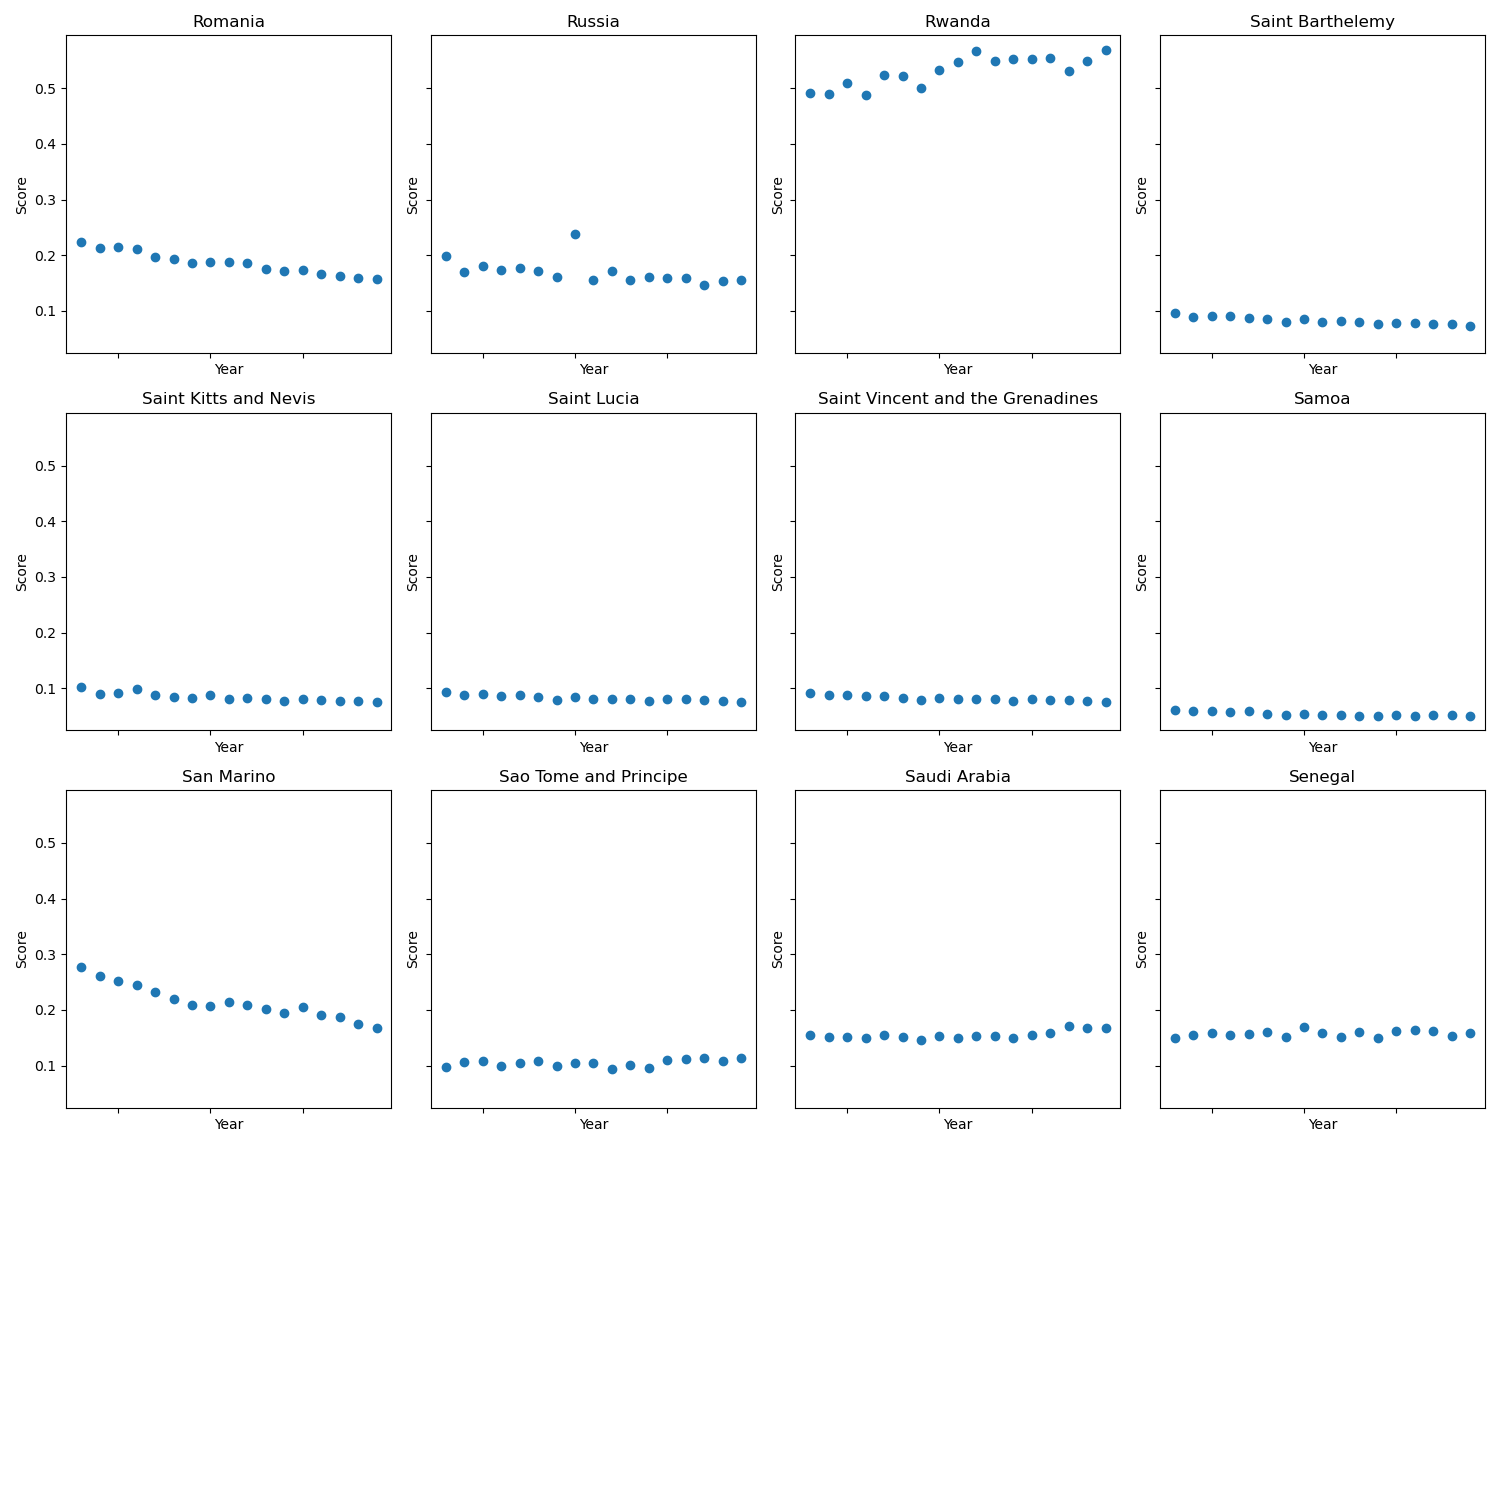 Romania
Russia
Rwanda
Saint Barthelemy
0.5
0.4
0.3
0.2
0.1
Score
Score
Score
Score
Year
Year
Year
Year
Saint Kitts and Nevis
Saint Lucia
Saint Vincent and the Grenadines
Samoa
0.5
0.4
0.3
0.2
0.1
Score
Score
Score
Score
Year
Year
Year
Year
San Marino
Sao Tome and Principe
Saudi Arabia
Senegal
0.5
0.4
0.3
0.2
0.1
Score
Score
Score
Score
Year
Year
Year
Year